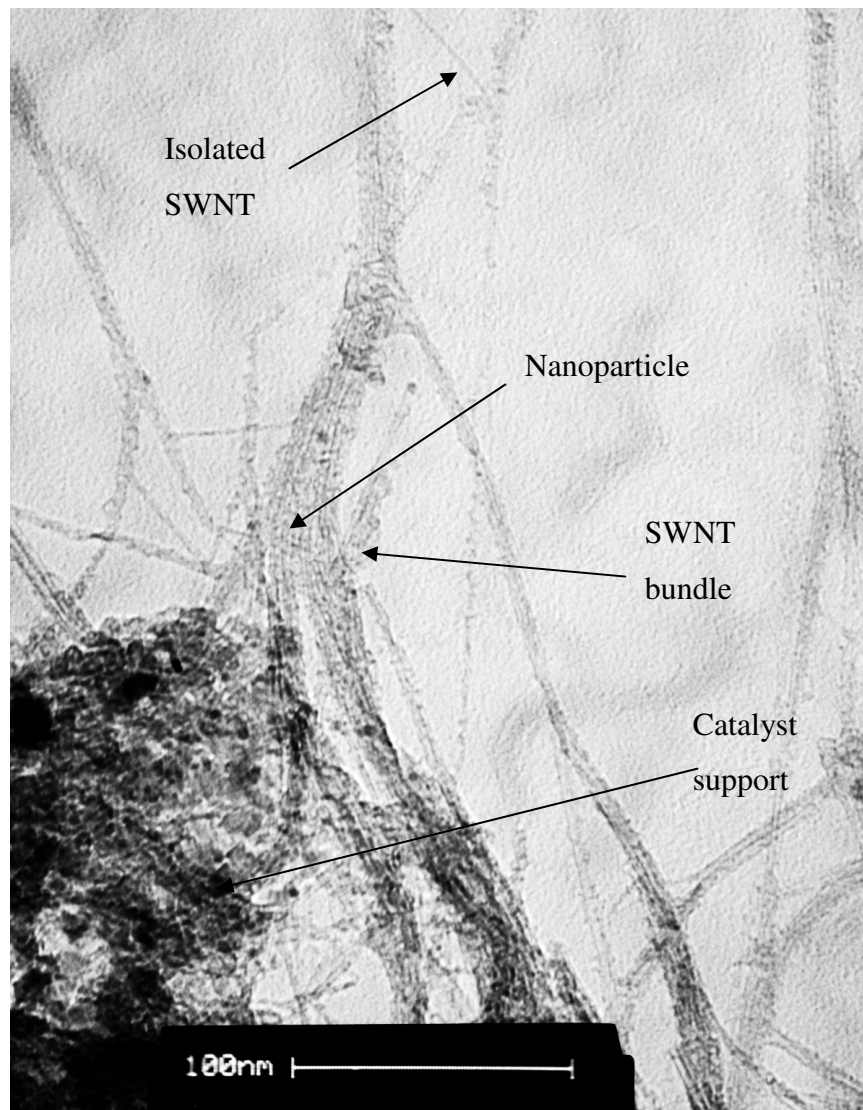 Isolated
SWNT
Nanoparticle
SWNT
bundle
Catalyst
support
100nm